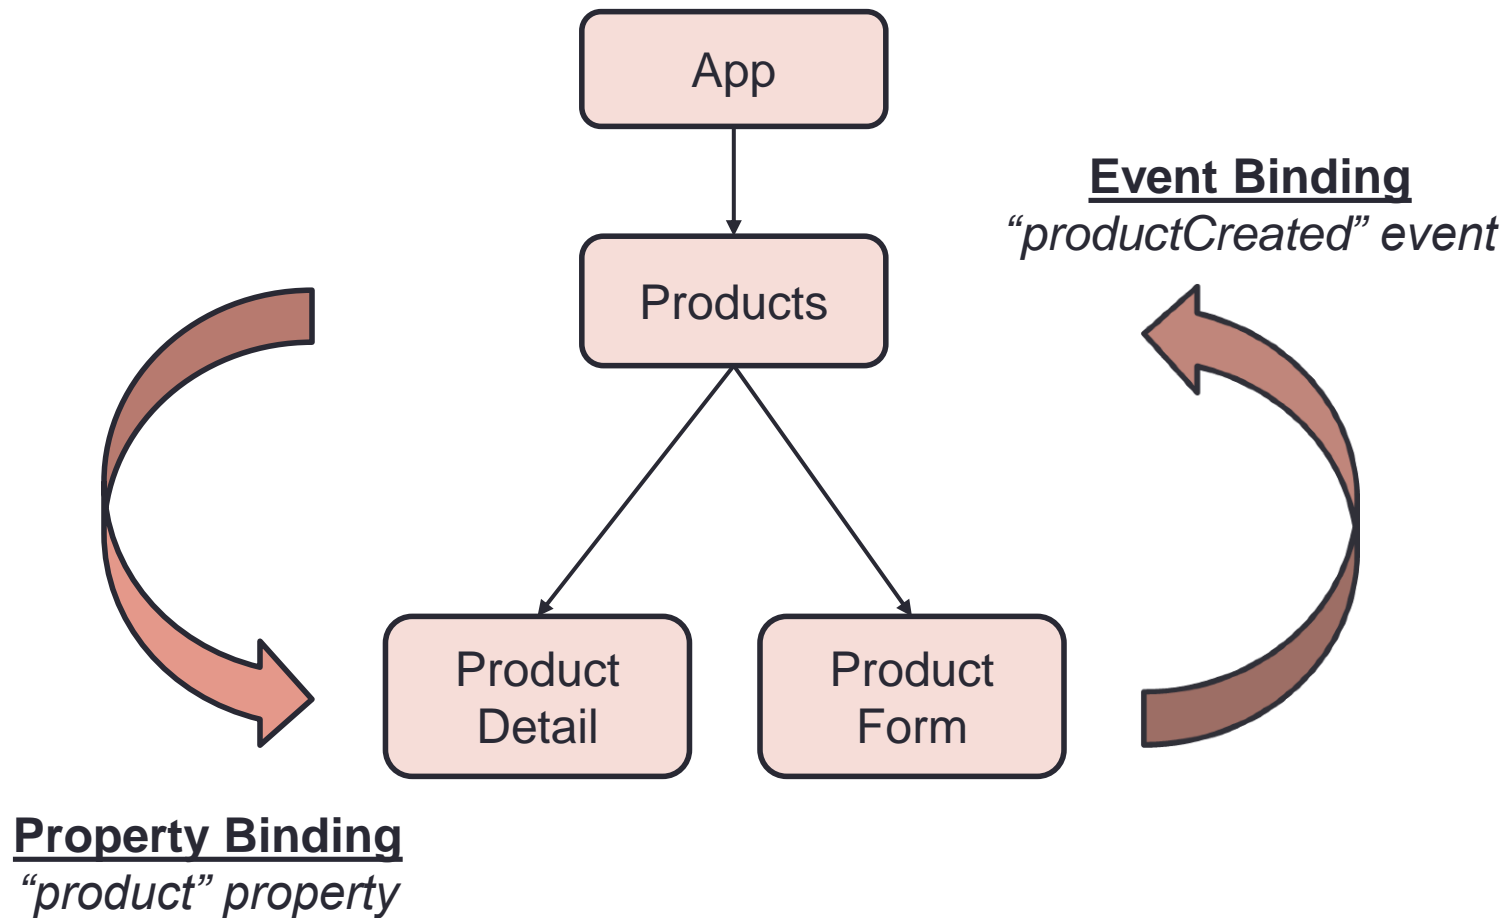 App
Event Binding
“productCreated” event
Products
Product
Detail
Product
Form
Property Binding
“product” property